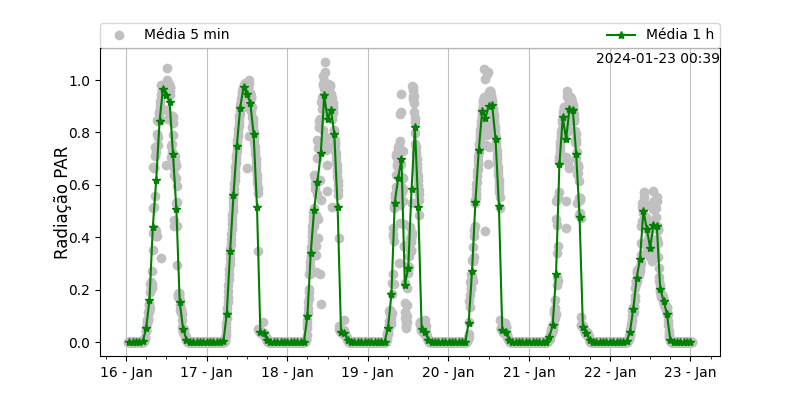 Média 5 min
Média 1 h
2024-01-23 00:39
Radiação PAR
1.0
0.8
0.6
0.4
0.2
0.0
16 - Jan
17 - Jan
18 - Jan
19 - Jan
20 - Jan
21 - Jan
22 - Jan
23 - Jan